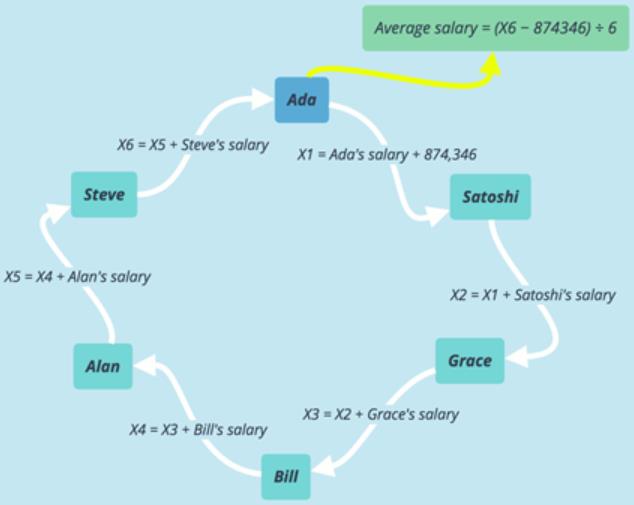 Average salary = (X6 − 874346) ÷ 6
Ada
X6 = X5 + Steve's salary
X1 = Ada's salary + 874,346
Steve
Satoshi
X5 = X4 + Alan's salary
X2 = X1 + Satoshi's salary
Alan
Grace
X3 = X2 + Grace's salary
X4 = X3 + Bill's salary
Bill